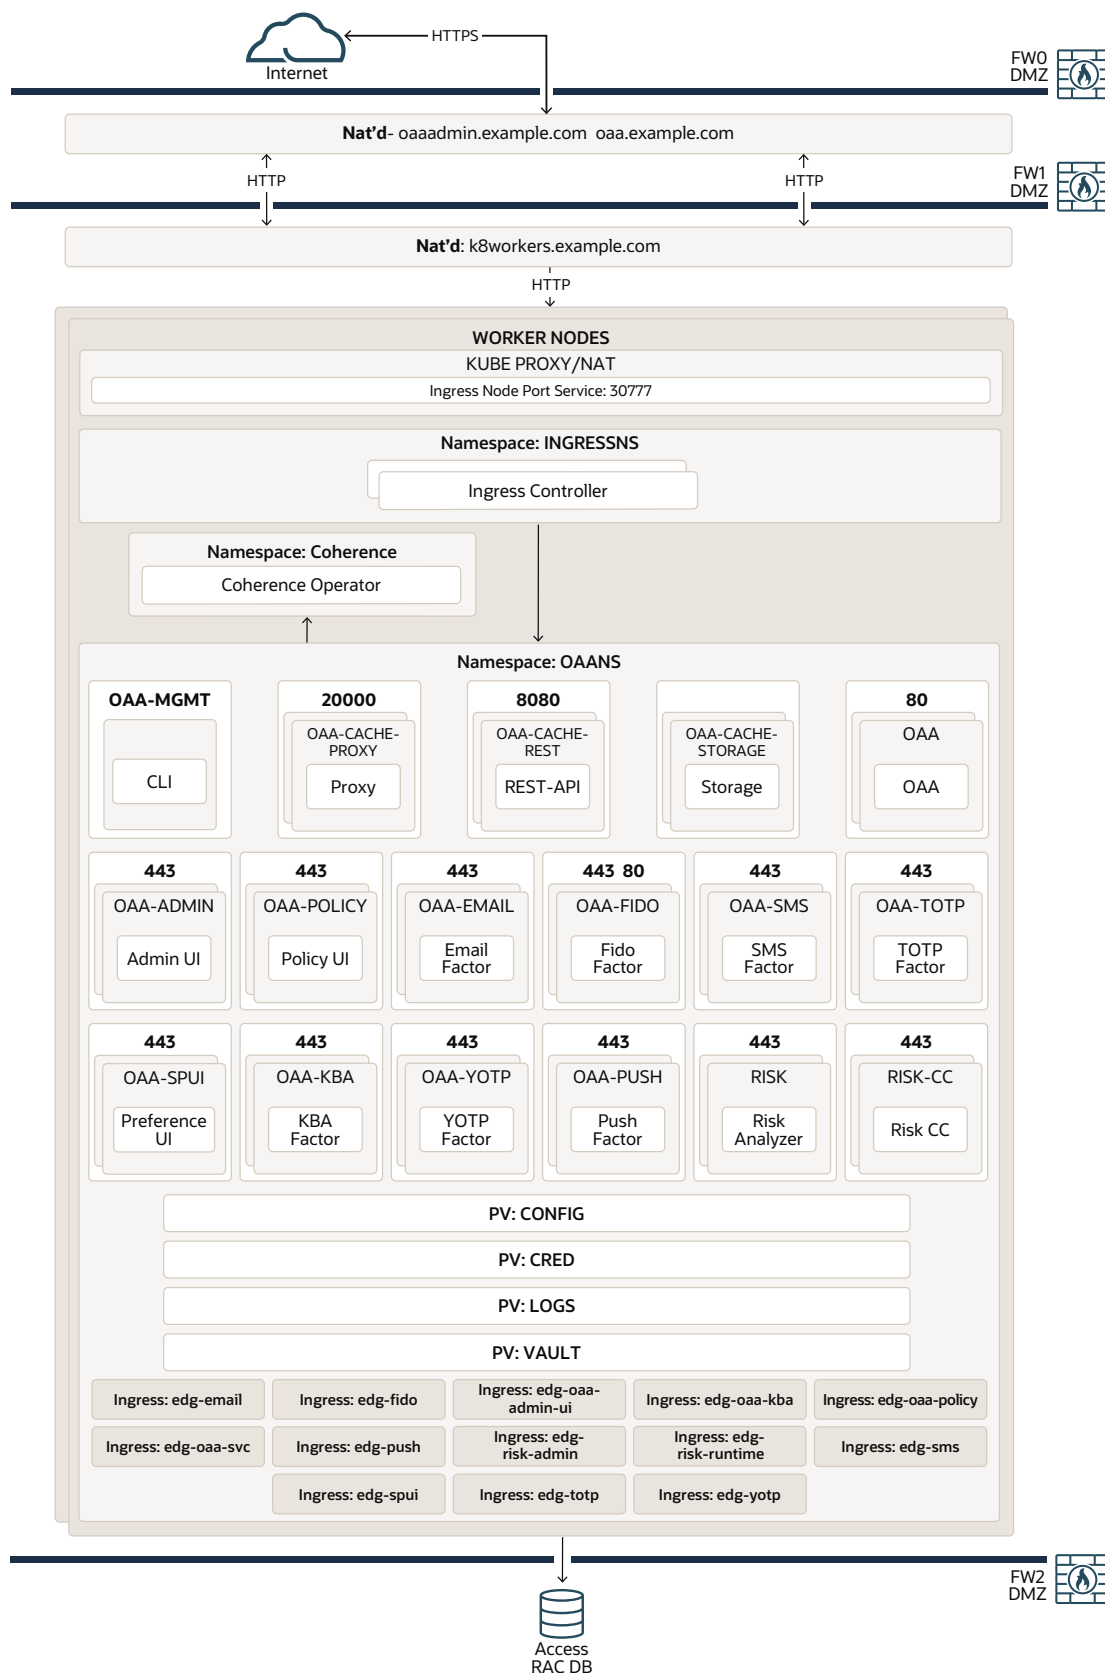 HTTPS
Internet
FW0
DMZ
Nat'd- oaaadmin.example.com oaa.example.com
HTTP
HTTP
FW1
DMZ
Nat'd: k8workers.example.com
HTTP
WORKER NODES
KUBE PROXY/NAT
Ingress Node Port Service: 30777
Namespace: INGRESSNS
Ingress Controller
Namespace: Coherence
Coherence Operator
Namespace: OAANS
OAA-MGMT
CLI
20000
OAA-CACHE-
PROXY
Proxy
8080
OAA-CACHE-
REST
REST-API
OAA-CACHE-
STORAGE
Storage
80
OAA
OAA
443
OAA-ADMIN
Admin UI
443
OAA-POLICY
Policy UI
443
OAA-EMAIL
Email
Factor
443 80
OAA-FIDO
Fido
Factor
443
OAA-SMS
SMS
Factor
443
OAA-TOTP
TOTP
Factor
443
OAA-SPUI
Preference
UI
443
OAA-KBA
KBA
Factor
443
OAA-YOTP
YOTP
Factor
443
OAA-PUSH
Push
Factor
443
RISK
Risk
Analyzer
443
RISK-CC
Risk CC
PV: CONFIG
PV: CRED
PV: LOGS
PV: VAULT
Ingress: edg-email
Ingress: edg-fido
Ingress: edg-oaa-
admin-ui
Ingress: edg-oaa-kba
Ingress: edg-oaa-policy
Ingress: edg-oaa-svc
Ingress: edg-push
Ingress: edg-
risk-admin
Ingress: edg-
risk-runtime
Ingress: edg-sms
Ingress: edg-spui
Ingress: edg-totp
Ingress: edg-yotp
FW2
DMZ
Access
RAC DB